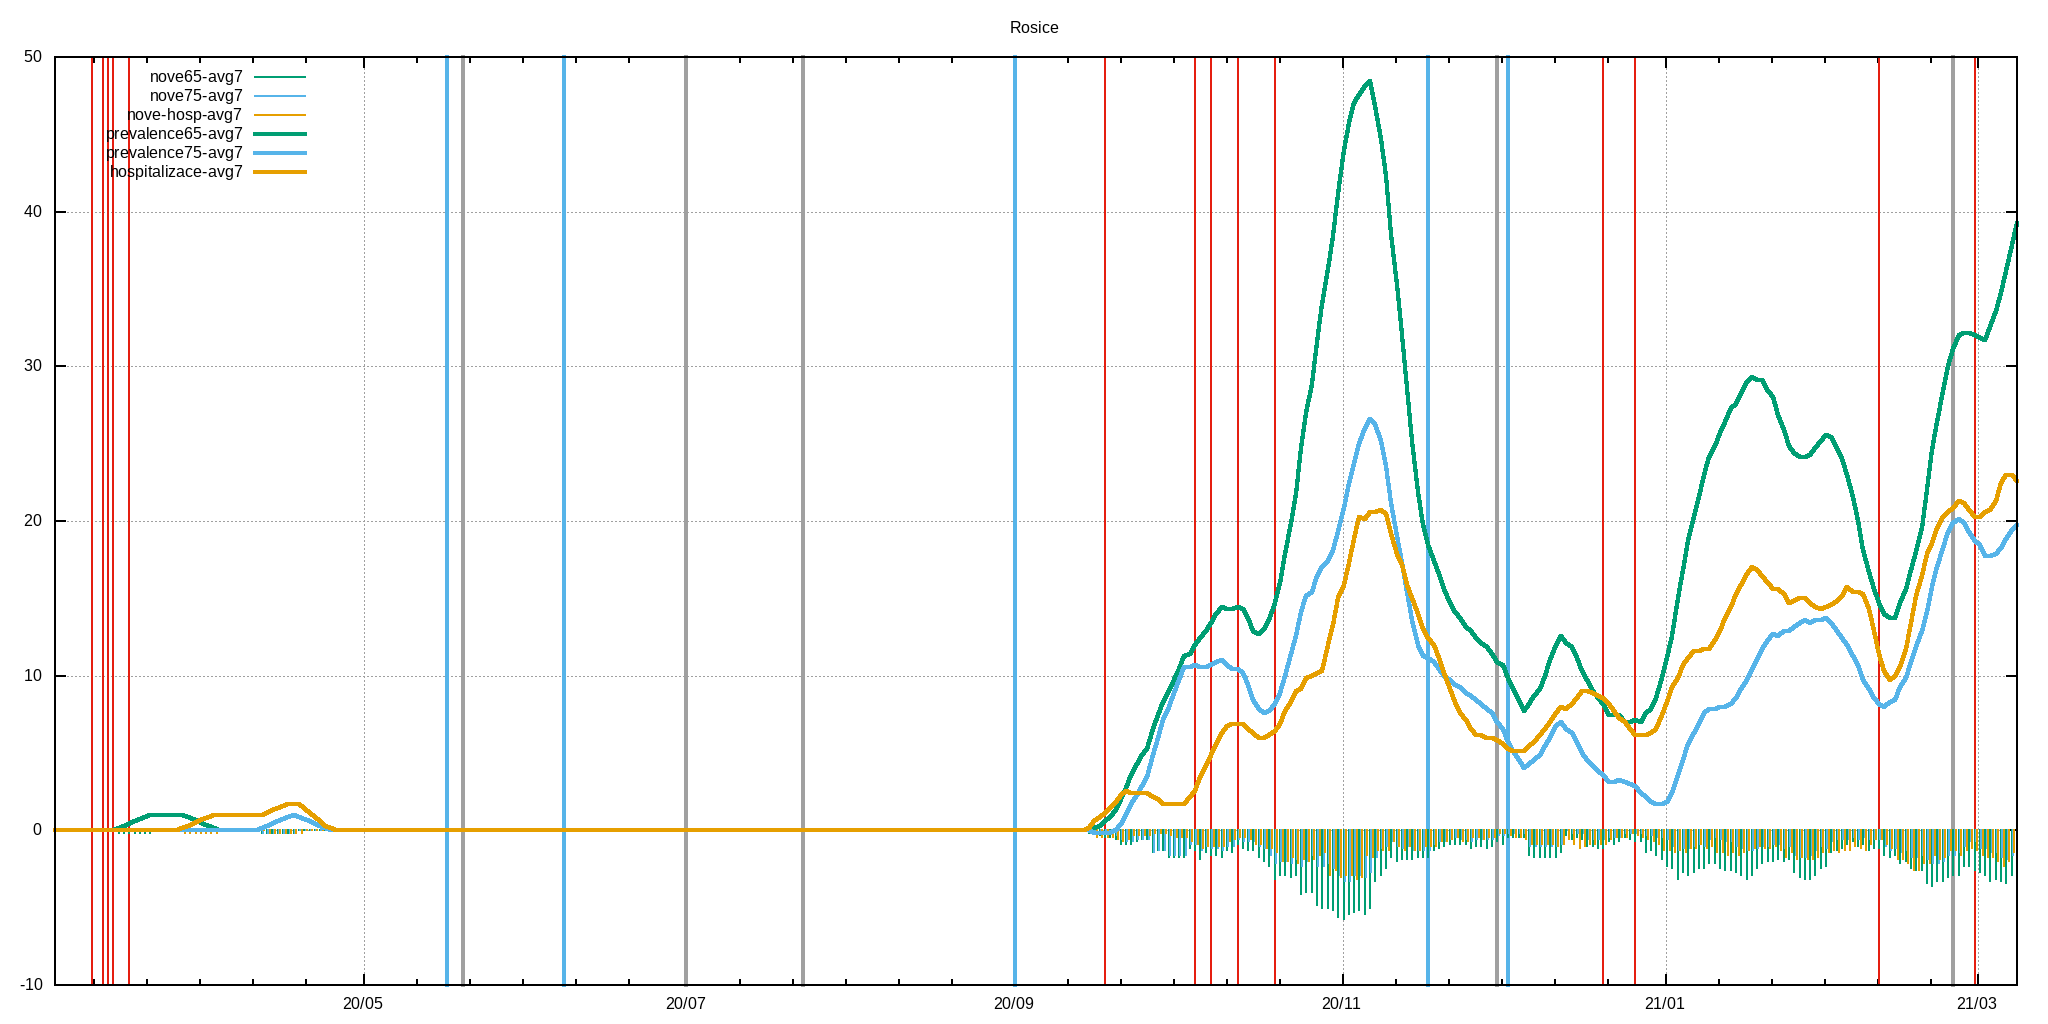 Rosice
50
nove65-avg7
nove75-avg7
nove-hosp-avg7
prevalence65-avg7
prevalence75-avg7
hospitalizace-avg7
40
30
20
10
0
-10
20/05
20/07
20/09
20/11
21/01
21/03